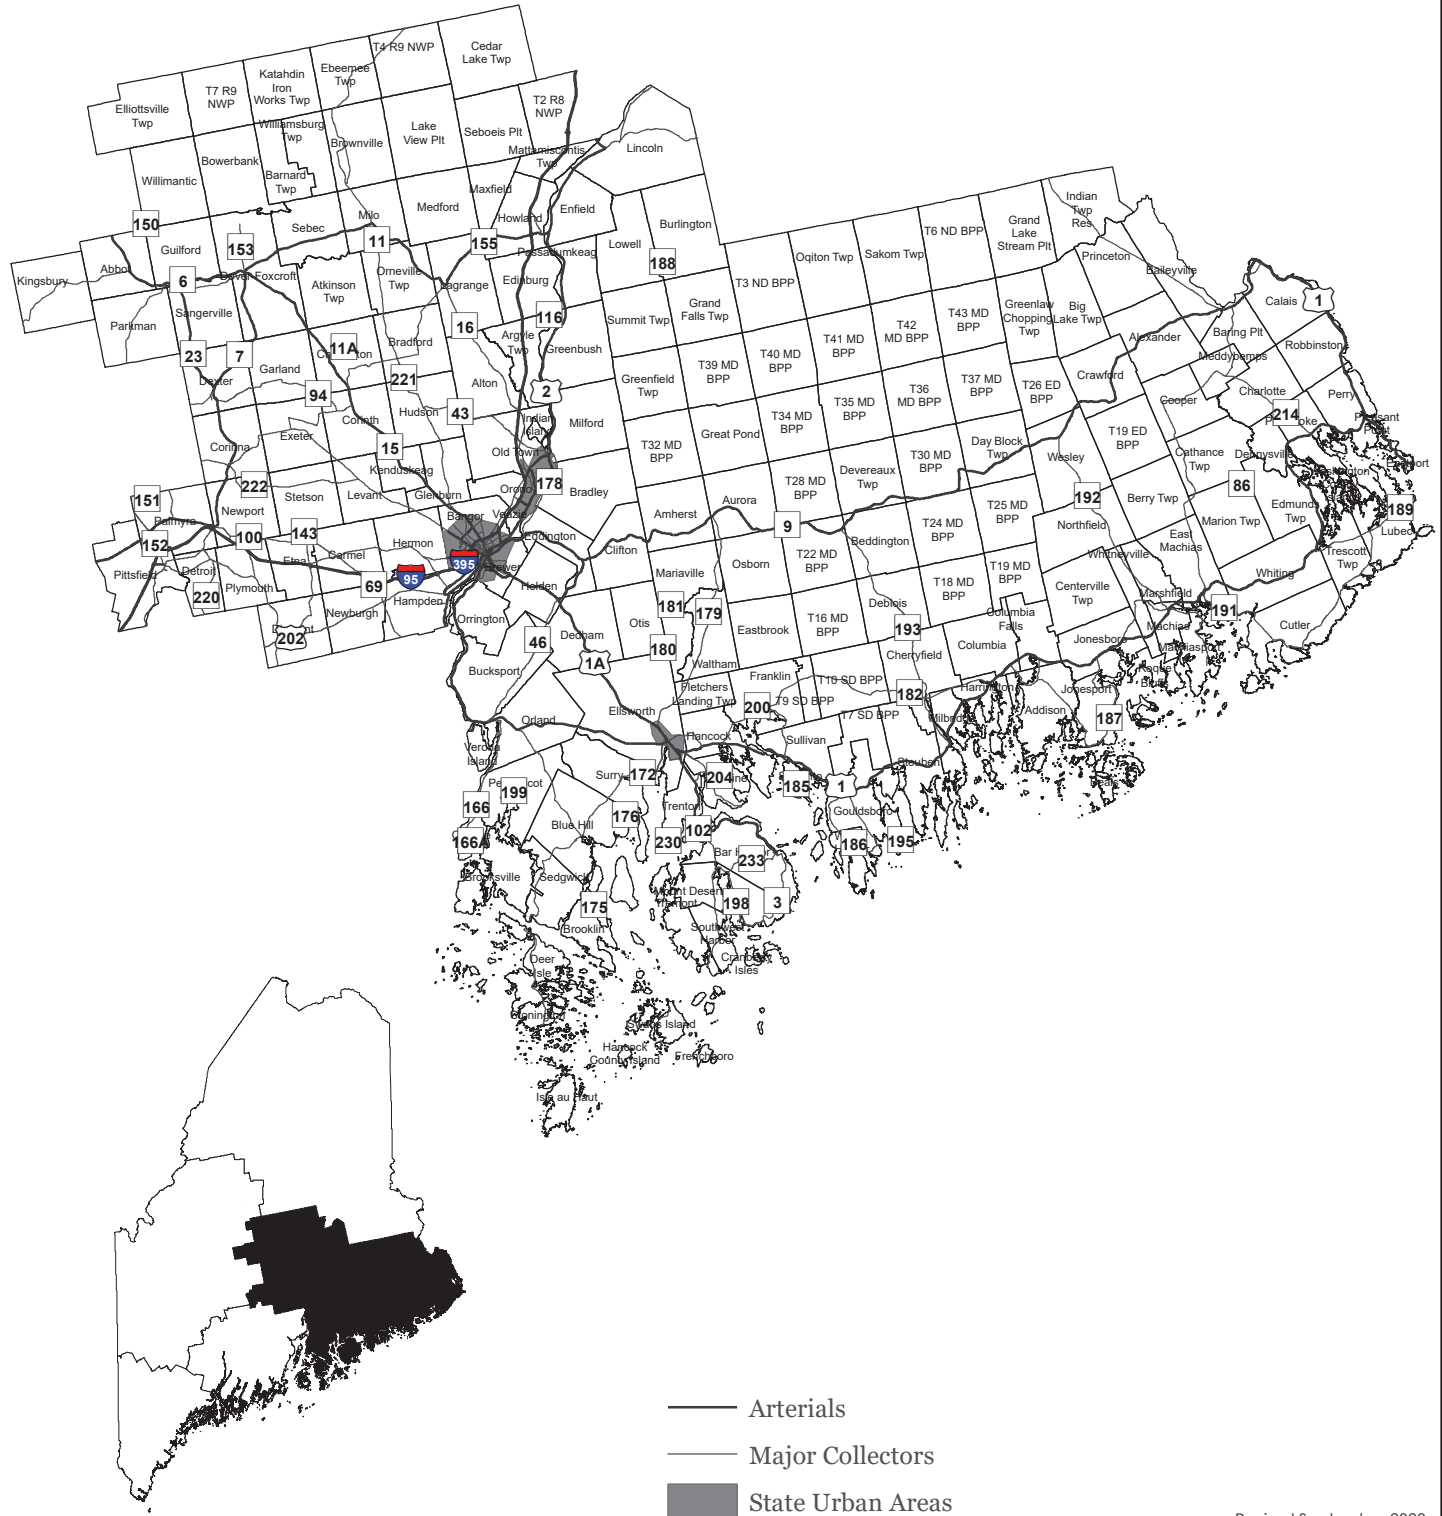 T4 R9 NWP
Cedar
Lake Twp
Ebeemee
Twp
Katahdin
Iron
Works Twp
T7 R9
NWP
Elliottsville
Twp
T2 R8
NWP
Seboeis Plt
Lake
View Plt
Williamsburg
Twp
Brownville
Mattamiscontis
Twp
Lincoln
Bowerbank
Barnard
Twp
Willimantic
Maxfield
Medford
Howland
Enfield
Milo
Sebec
150
Guilford
153
11
155
Passadumkeag
Lowell
Burlington
188
Indian
Twp
Res
Grand
Lake
Stream Plt
T6 ND BPP
Sakom Twp
Oqiton Twp
T3 ND BPP
Princeton
Baileyville
Kingsbury
Abbot
6
Dover Foxcroft
Atkinson
Twp
Orneville
Twp
Lagrange
Edinburg
Calais
1
Parkman
Sangerville
23
7
11A
Bradford
16
116
Argyle
Twp
Greenbush
Summit Twp
Grand
Falls Twp
Greenlaw
Chopping
Twp
Big
Lake Twp
T43 MD
BPP
T42
MD BPP
T41 MD
BPP
T40 MD
BPP
T39 MD
BPP
Alexander
Baring Plt
Meddybemps
Robbinston
Dexter
Garland
94
221
Alton
43
Hudson
2
Greenfield
Twp
T37 MD
BPP
T36
MD BPP
T35 MD
BPP
T34 MD
BPP
T26 ED
BPP
Crawford
Cooper
Charlotte
Perry
214
Corinth
Exeter
Corinna
15
Indian
Island
Milford
Old Town
T32 MD
BPP
Great Pond
Day Block
Twp
T30 MD
BPP
Devereaux
Twp
T28 MD
BPP
Wesley
T19 ED
BPP
Cathance
Twp
Dennysville
86
Kenduskeag
Levant
Glenburn
222
Stetson
Orono
178
Bradley
Veazie
Bangor
Aurora
Amherst
9
Beddington
T24 MD
BPP
T25 MD
BPP
192
Northfield
Berry Twp
Marion Twp
Edmunds
Twp
189
Lubec
151
Palmyra
152
Newport
100
143
Etna
Carmel
Hermon
395
95
69
Brewer
Eddington
Clifton
Mariaville
Osborn
T22 MD
BPP
T19 MD
BPP
T18 MD
BPP
Whitneyville
East
Machias
Trescott
Twp
Whiting
Pittsfield
Detroit
220
Plymouth
202
Newburgh
Hampden
Holden
Orrington
46
Dedham
1A
Otis
181
179
180
Eastbrook
T16 MD
BPP
Deblois
193
Columbia
Falls
Columbia
Centerville
Twp
Marshfield
Machias
191
Cutler
Jonesboro
Machiasport
Roque
Bluffs
Bucksport
Waltham
Fletchers
Landing Twp
Franklin
T10 SD BPP
T9 SD BPP
Cherryfield
182
200
T7 SD BPP
Milbridge
Harrington
Addison
Jonesport
187
Beals
Orland
Ellsworth
Hancock
Sullivan
Steuben
Verona
Island
199
Surry
172
204
185
1
166
166A
Blue Hill
176
Trenton
230
102
233
Gouldsboro
186
195
Brooksville
Sedgwick
175
Brooklin
Mount Desert
Tremont
198
3
Southwest
Harbor
Cranberry
Isles
Deer
Isle
Stonington
Swans Island
Hancock
County Island
Frenchboro
Isle au Haut
Arterials
Major Collectors
State Urban Areas